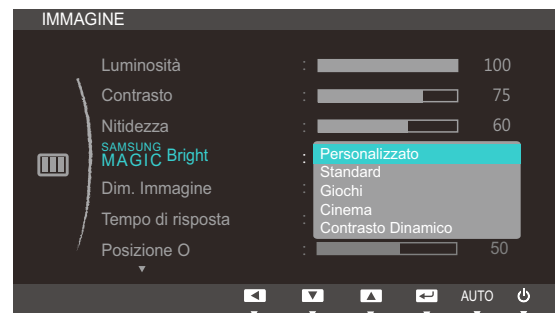 IMMAGINE
Luminosità : 100
Contrasto : 75
Nitidezza : 60
SAMSUNG MAGIC Bright : Personalizzato
Standard
Dim. Immagine : Giochi
Cinema
Tempo di risposta : Contrasto Dinamico
Posizione O : 50
AUTO